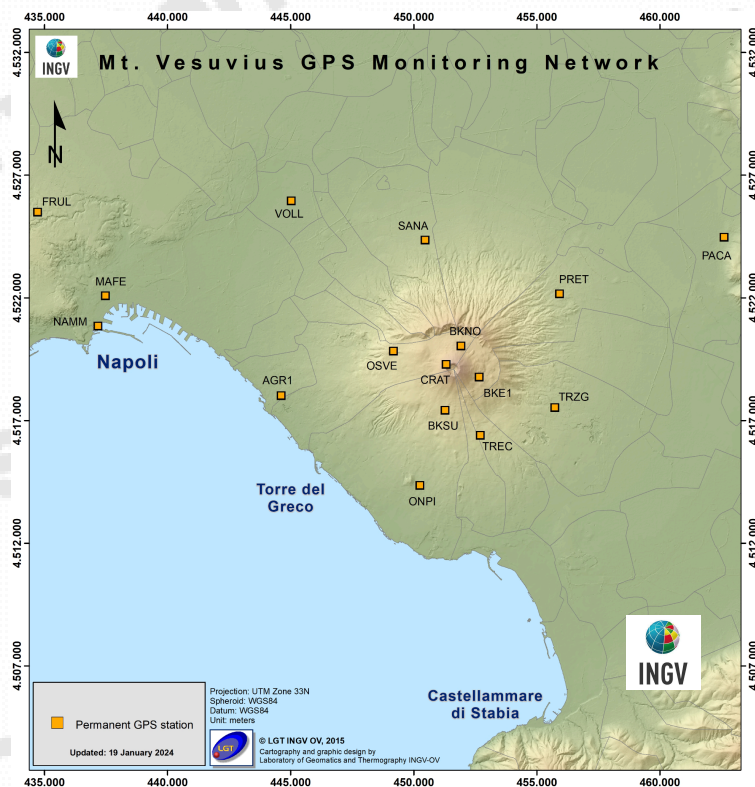 435.000 440.000 445.000 450.000 455.000 460.000
4.532.000 4.532.000
INGV
Mt. Vesuvius GPS Monitoring Network
N
4.527.000 4.527.000
FRUL
VOLL
SANA
PACA
PRET
4.522.000 4.522.000
MAFE
NAMM
BKNO
Napoli
OSVE
CRAT
AGR1
BKE1
TRZG
4.517.000 4.517.000
BKSU
TREC
Torre del
Greco
ONPI
4.512.000 4.512.000
INGV
4.507.000 4.507.000
Castellammare
di Stabia
Permanent GPS station
Updated: 19 January 2024
Projection: UTM Zone 33N
Spheroid: WGS84
Datum: WGS84
Unit: meters
LGT
© LGT INGV OV, 2015
Cartography and graphic design by
Laboratory of Geomatics and Thermography INGV-OV
435.000 440.000 445.000 450.000 455.000 460.000